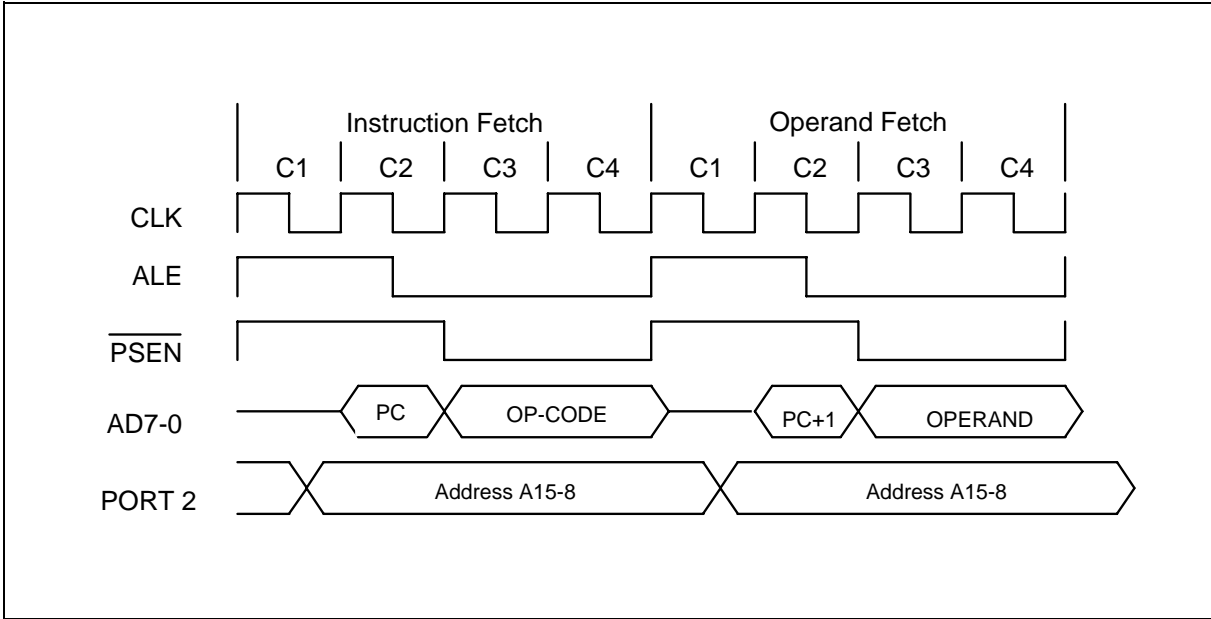 Instruction Fetch Operand Fetch
C1 C2 C3 C4 C1 C2 C3 C4
CLK
ALE
PSEN
AD7-0 PC OP-CODE PC+1 OPERAND
PORT 2 Address A15-8 Address A15-8